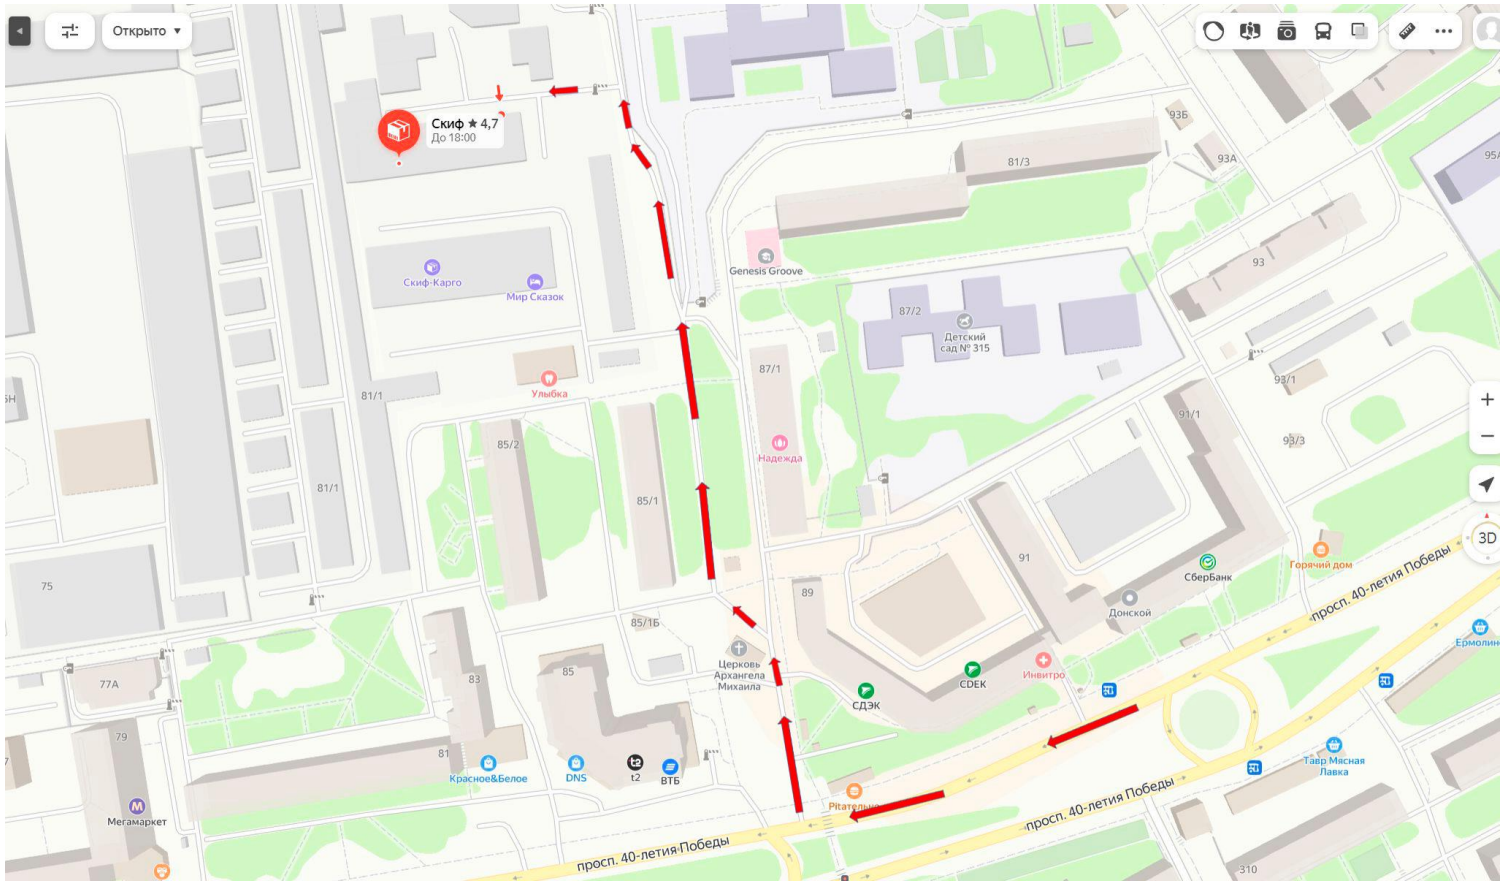 Открыто
Скиф ★ 4,7
До 18:00
93Б
81/3
93А
95А
Genesis Groove
93
Скиф-Карго
Мир Сказок
87/2
Детский
сад № 315
87/1
93/1
81/1
Улыбка
91/1
85/2
Надежда
93/3
81/1
85/1
3D
91
75
89
СберБанк
Горячий дом
просп. 40-летия Победы
Донской
85/1Б
Церковь
Архангела
Михаила
77А
83
85
CDEK
Инвитро
СДЭК
79
81
Красное&Белое
DNS
t2
t2
ВТБ
Тавр Мясная
Лавка
Мегамаркет
просп. 40-летия Победы
просп. 40-летия Победы
310